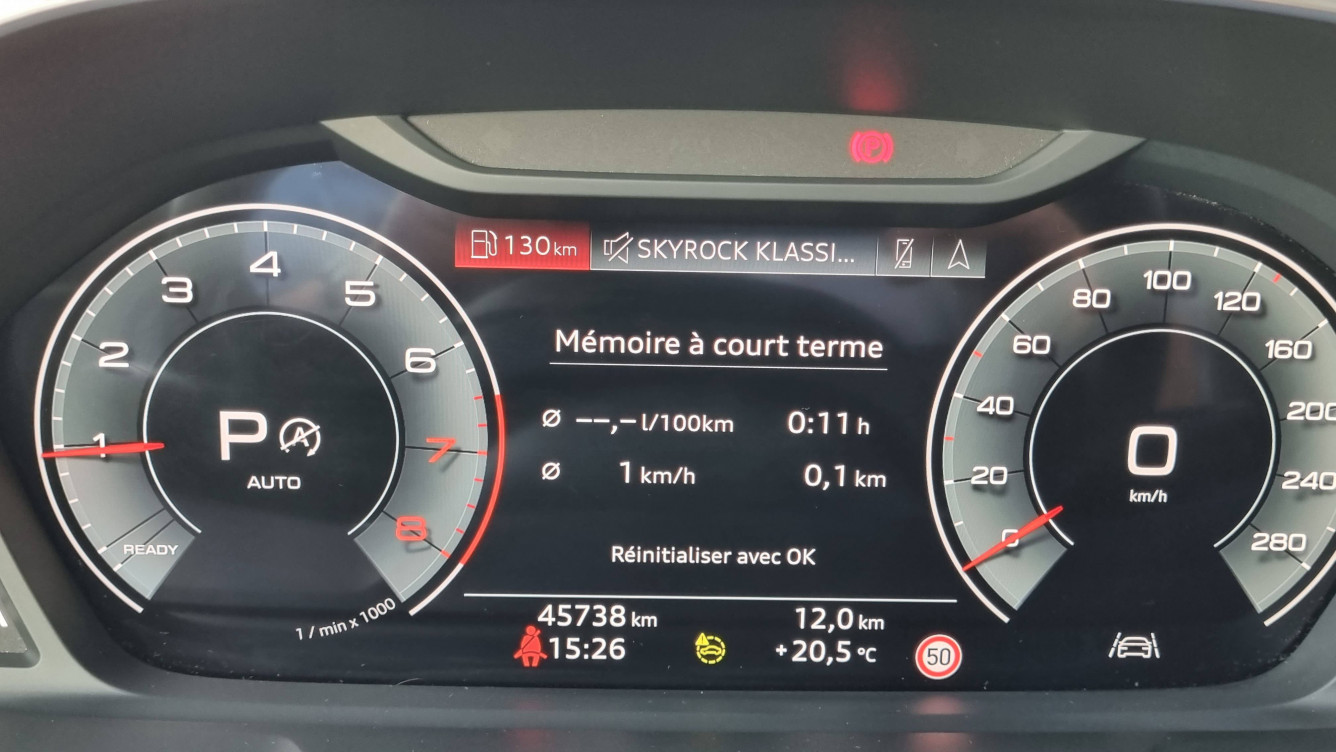 P
130 km SKYROCK KLASSI...
1 2 3 4 5 6 7 8
P
AUTO
READY
1 / min x 1000
Mémoire à court terme
Ø --,- l/100km 0:11 h
Ø 1 km/h 0,1 km
Réinitialiser avec OK
45738 km 12,0 km
15:26 +20,5 °C 50
0 20 40 60 80 100 120 160 200 240 280
0
km/h